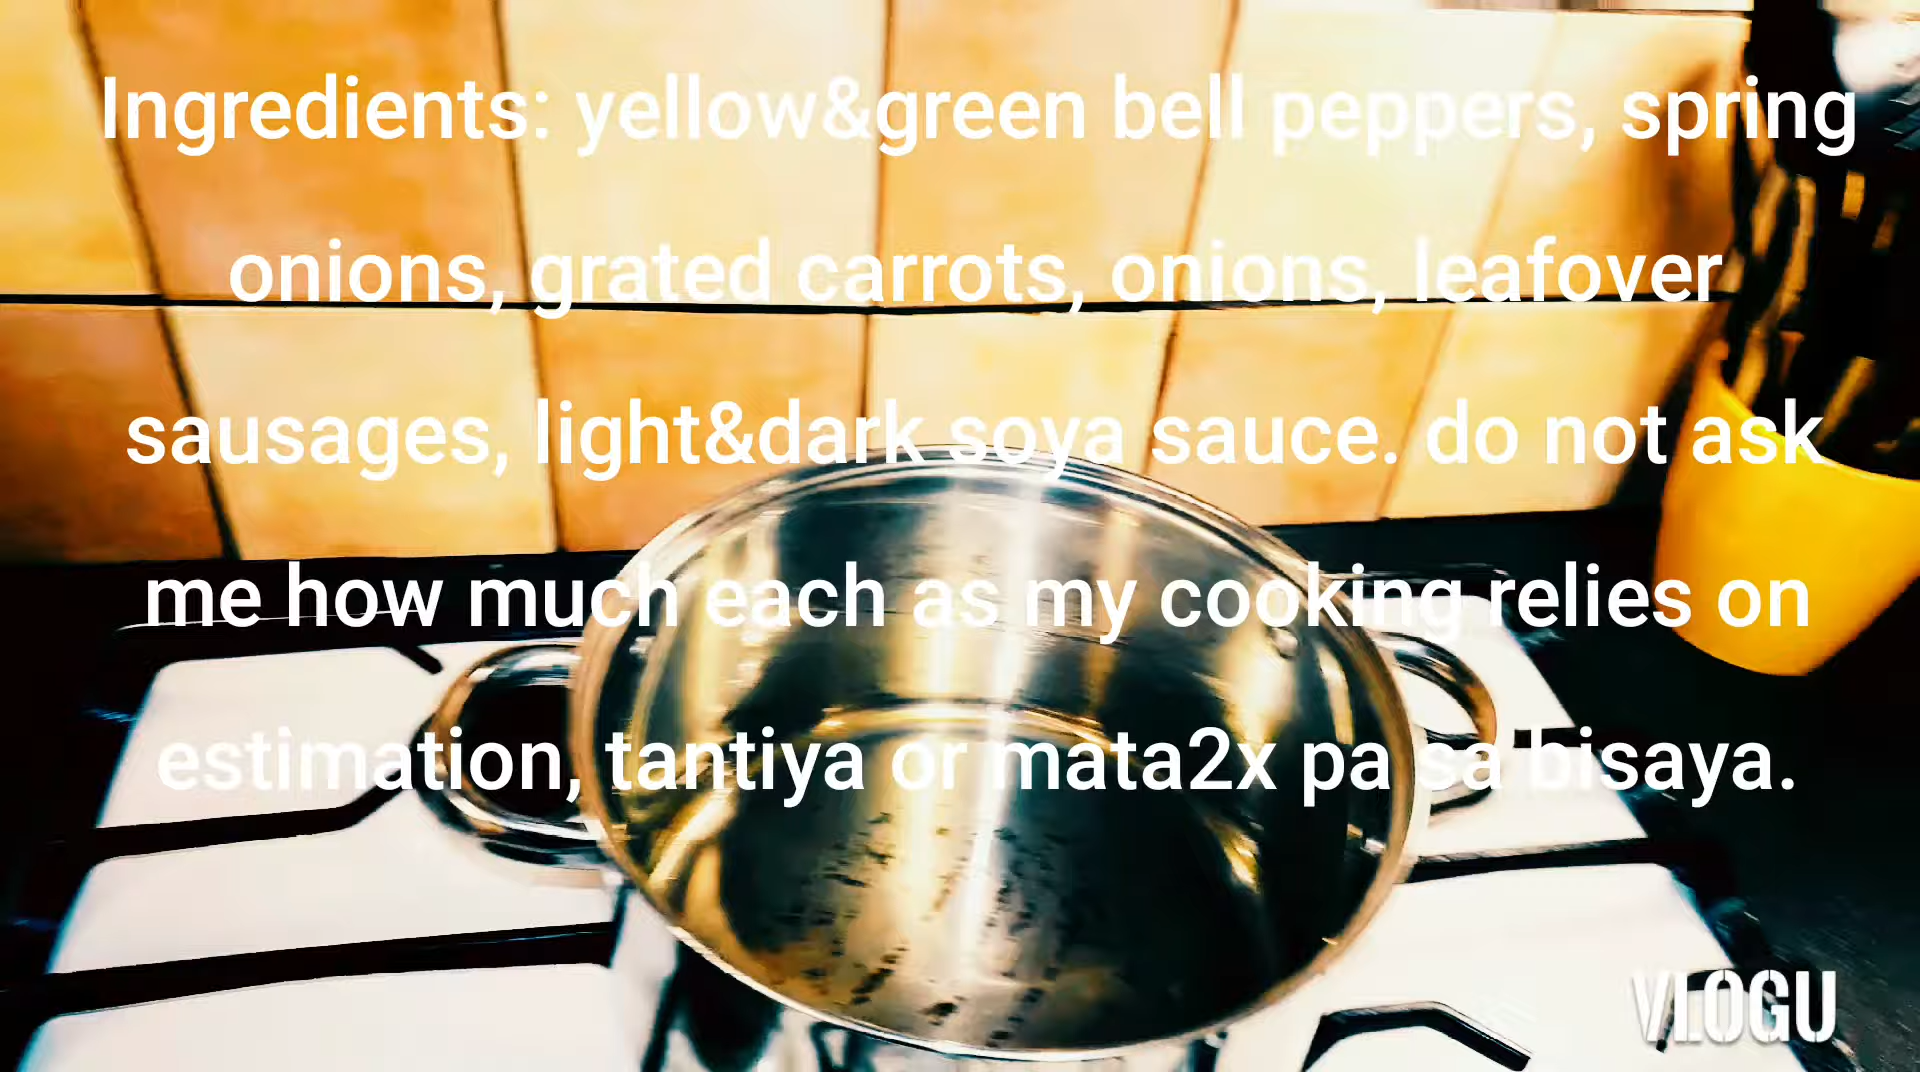 Ingredients: yellow&green bell peppers, spring
onions, grated carrots, onions, leafover
sausages, light&dark soya sauce. do not ask
me how much each as my cooking relies on
estimation, tantiya or mata2x pa sa bisaya.
VLOGU